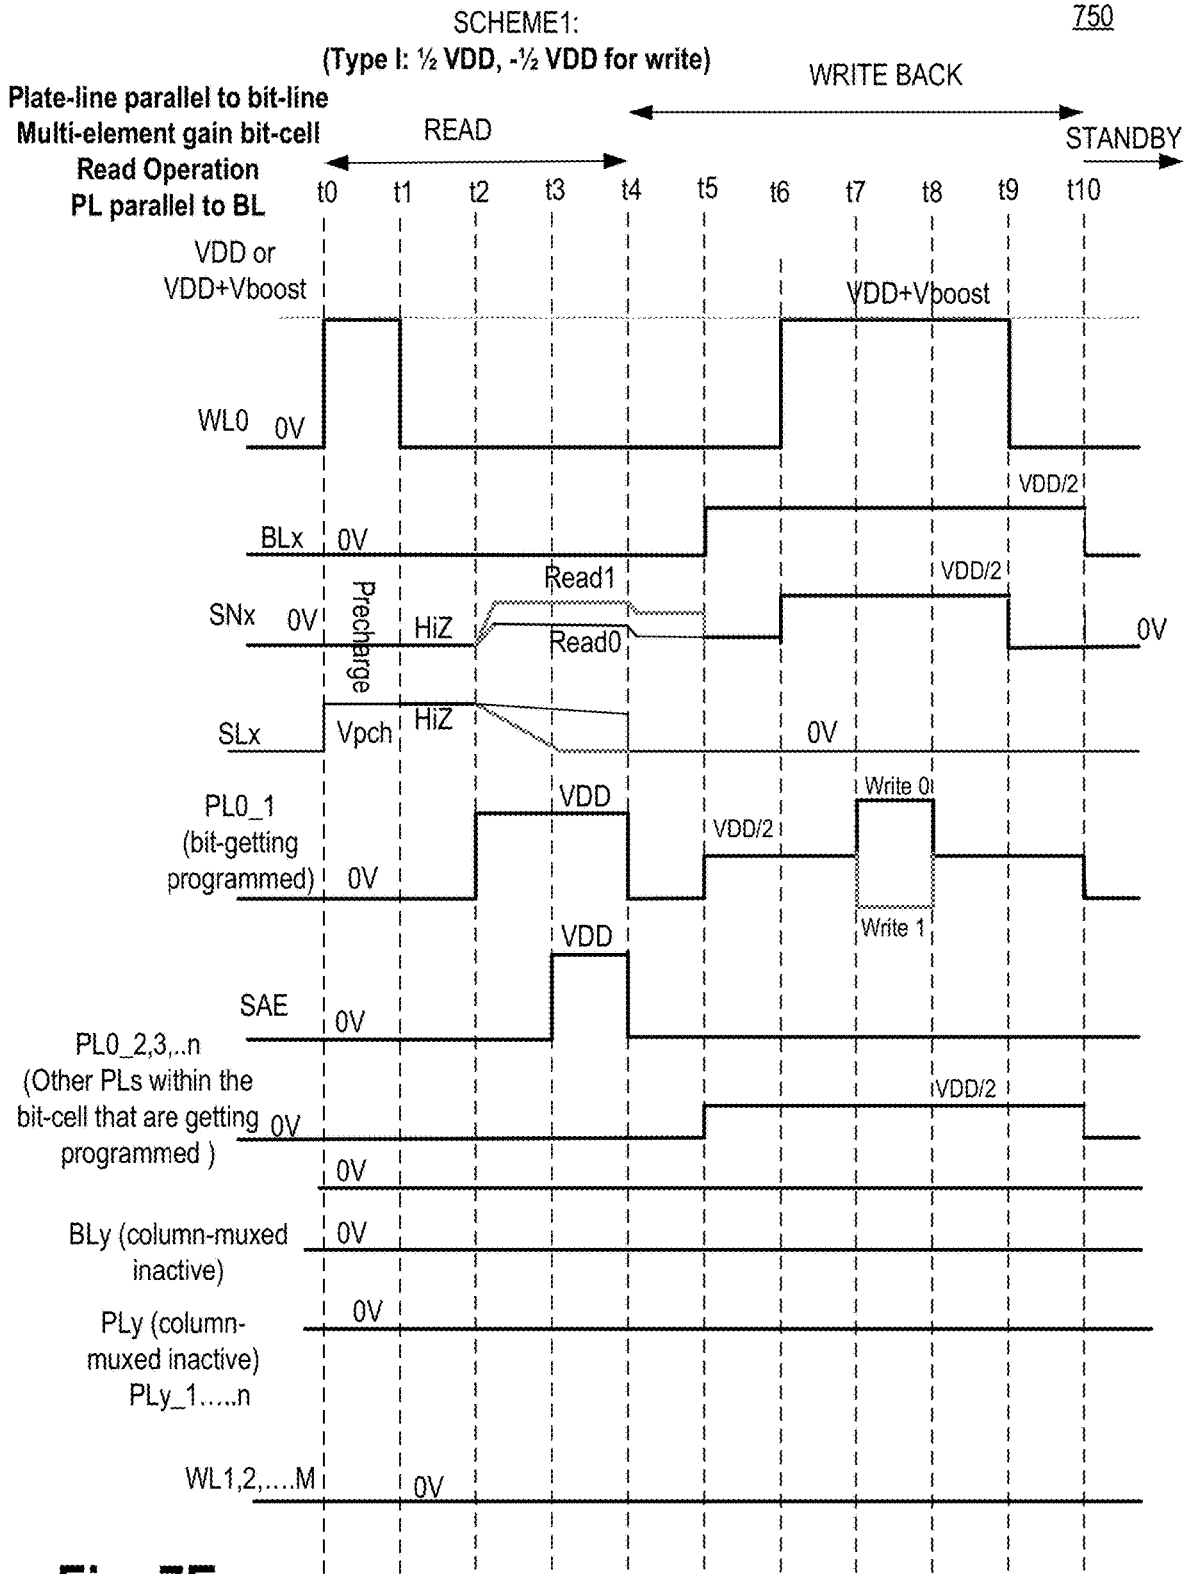 SCHEME1:
750
(Type I: ½ VDD, -½ VDD for write)
WRITE BACK
Plate-line parallel to bit-line
Multi-element gain bit-cell
READ
STANDBY
Read Operation
PL parallel to BL
t0 t1 t2 t3 t4 t5 t6 t7 t8 t9 t10
VDD or
VDD+Vboost
VDD+Vboost
WL0 0V
VDD/2
BLx 0V
Read1
VDD/2
Precharge
SNx 0V
HiZ
Read0
0V
SLx
Vpch
HiZ
0V
PL0_1
(bit-getting
programmed)
0V
VDD
VDD/2
Write 0
Write 1
VDD
SAE
0V
PL0_2,3,..n
(Other PLs within the
bit-cell that are getting
programmed )
0V
VDD/2
0V
BLy (column-muxed
inactive)
0V
PLy (column-
muxed inactive)
PLy_1.....n
0V
WL1,2,....M
0V